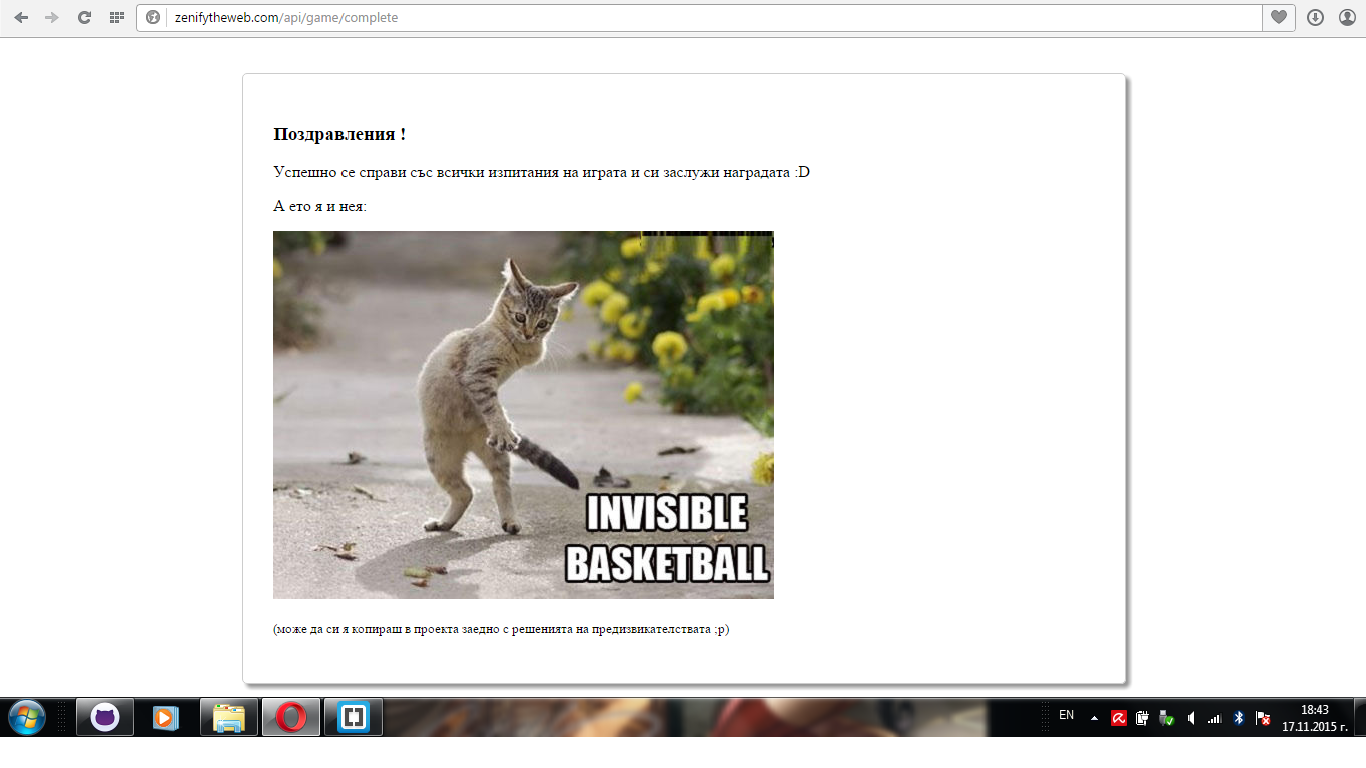 zenifytheweb.com/api/game/complete
Поздравления !
Успешно се справи със всички изпитания на играта и си заслужи наградата :D
А ето я и нея:
INVISIBLE
BASKETBALL
(може да си я копираш в проекта заедно с решенията на предизвикателствата ;p)
EN
18:43
17.11.2015 г.